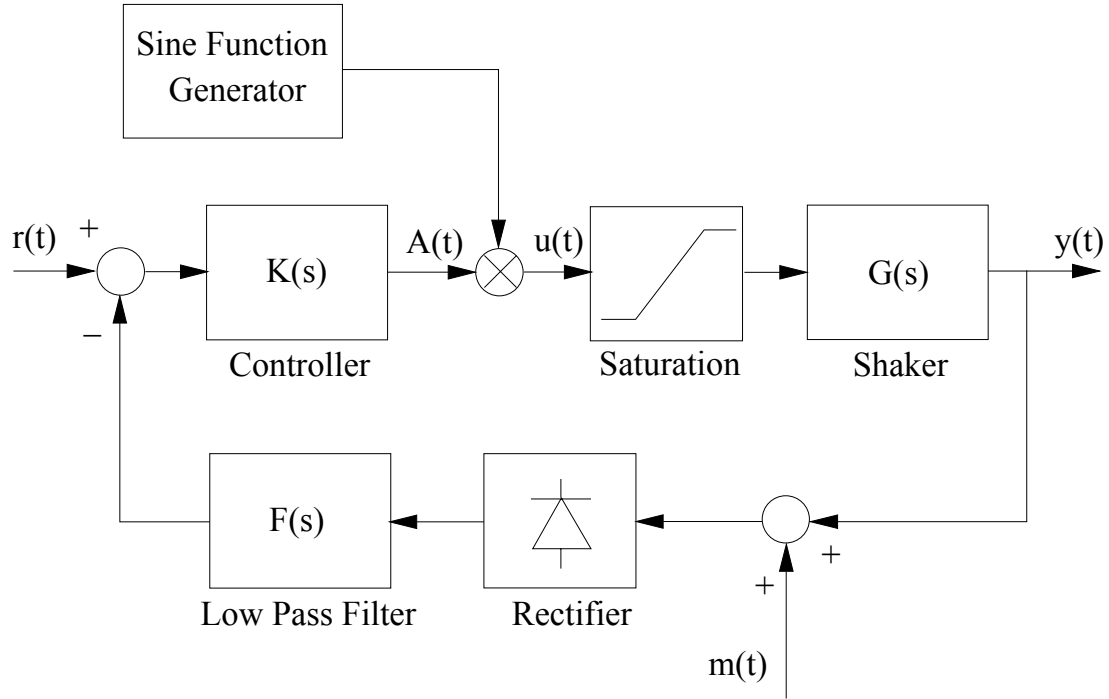 Sine Function
Generator
r(t)
+
−
K(s)
Controller
A(t)
u(t)
Saturation
G(s)
Shaker
y(t)
F(s)
Low Pass Filter
Rectifier
+
+
m(t)